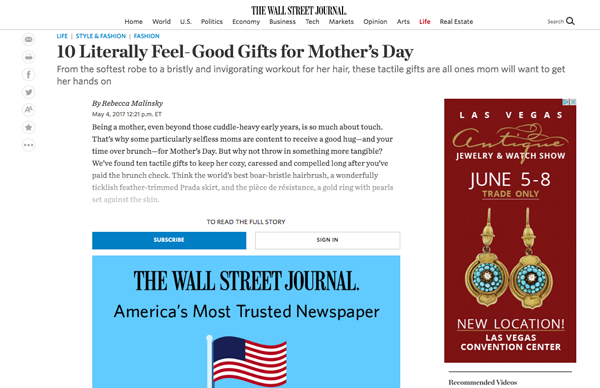 THE WALL STREET JOURNAL.
Home World U.S. Politics Economy Business Tech Markets Opinion Arts Life Real Estate
Search
LIFE | STYLE & FASHION | FASHION
10 Literally Feel-Good Gifts for Mother's Day
From the softest robe to a bristly and invigorating workout for her hair, these tactile gifts are all ones mom will want to get
her hands on
By Rebecca Malinsky
May 4, 2017 12:21 p.m. ET
Being a mother, even beyond those cuddle-heavy early years, is so much about touch.
That's why some particularly selfless moms are content to receive a good hug—and your
time over brunch—for Mother's Day. But why not throw in something more tangible?
We've found ten tactile gifts to keep her cozy, caressed and compelled long after you've
paid the brunch check. Think the world's best boar-bristle hairbrush, a wonderfully
ticklish feather-trimmed Prada skirt, and the pièce de résistance, a gold ring with pearls
set against the skin.
TO READ THE FULL STORY
SUBSCRIBE
SIGN IN
THE WALL STREET JOURNAL.
America's Most Trusted Newspaper
LAS VEGAS
Antique
JEWELRY & WATCH SHOW
JUNE 5-8
TRADE ONLY
NEW LOCATION!
LAS VEGAS
CONVENTION CENTER
Recommended Videos